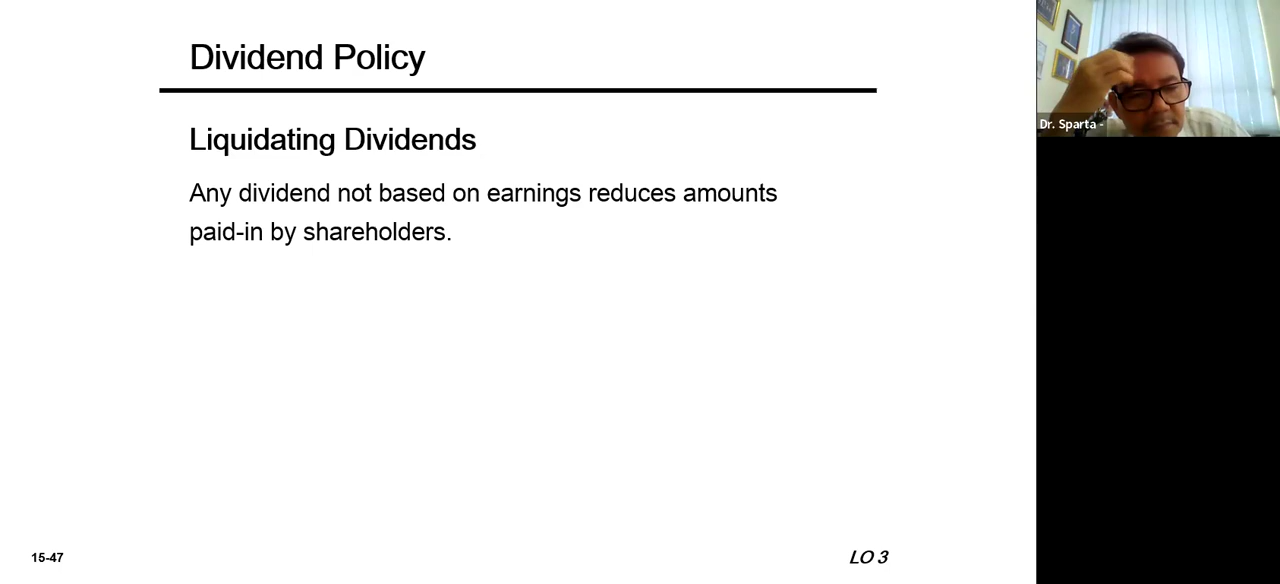 Dividend Policy
Liquidating Dividends
Any dividend not based on earnings reduces amounts
paid-in by shareholders.
15-47
LO 3
Dr. Sparta -